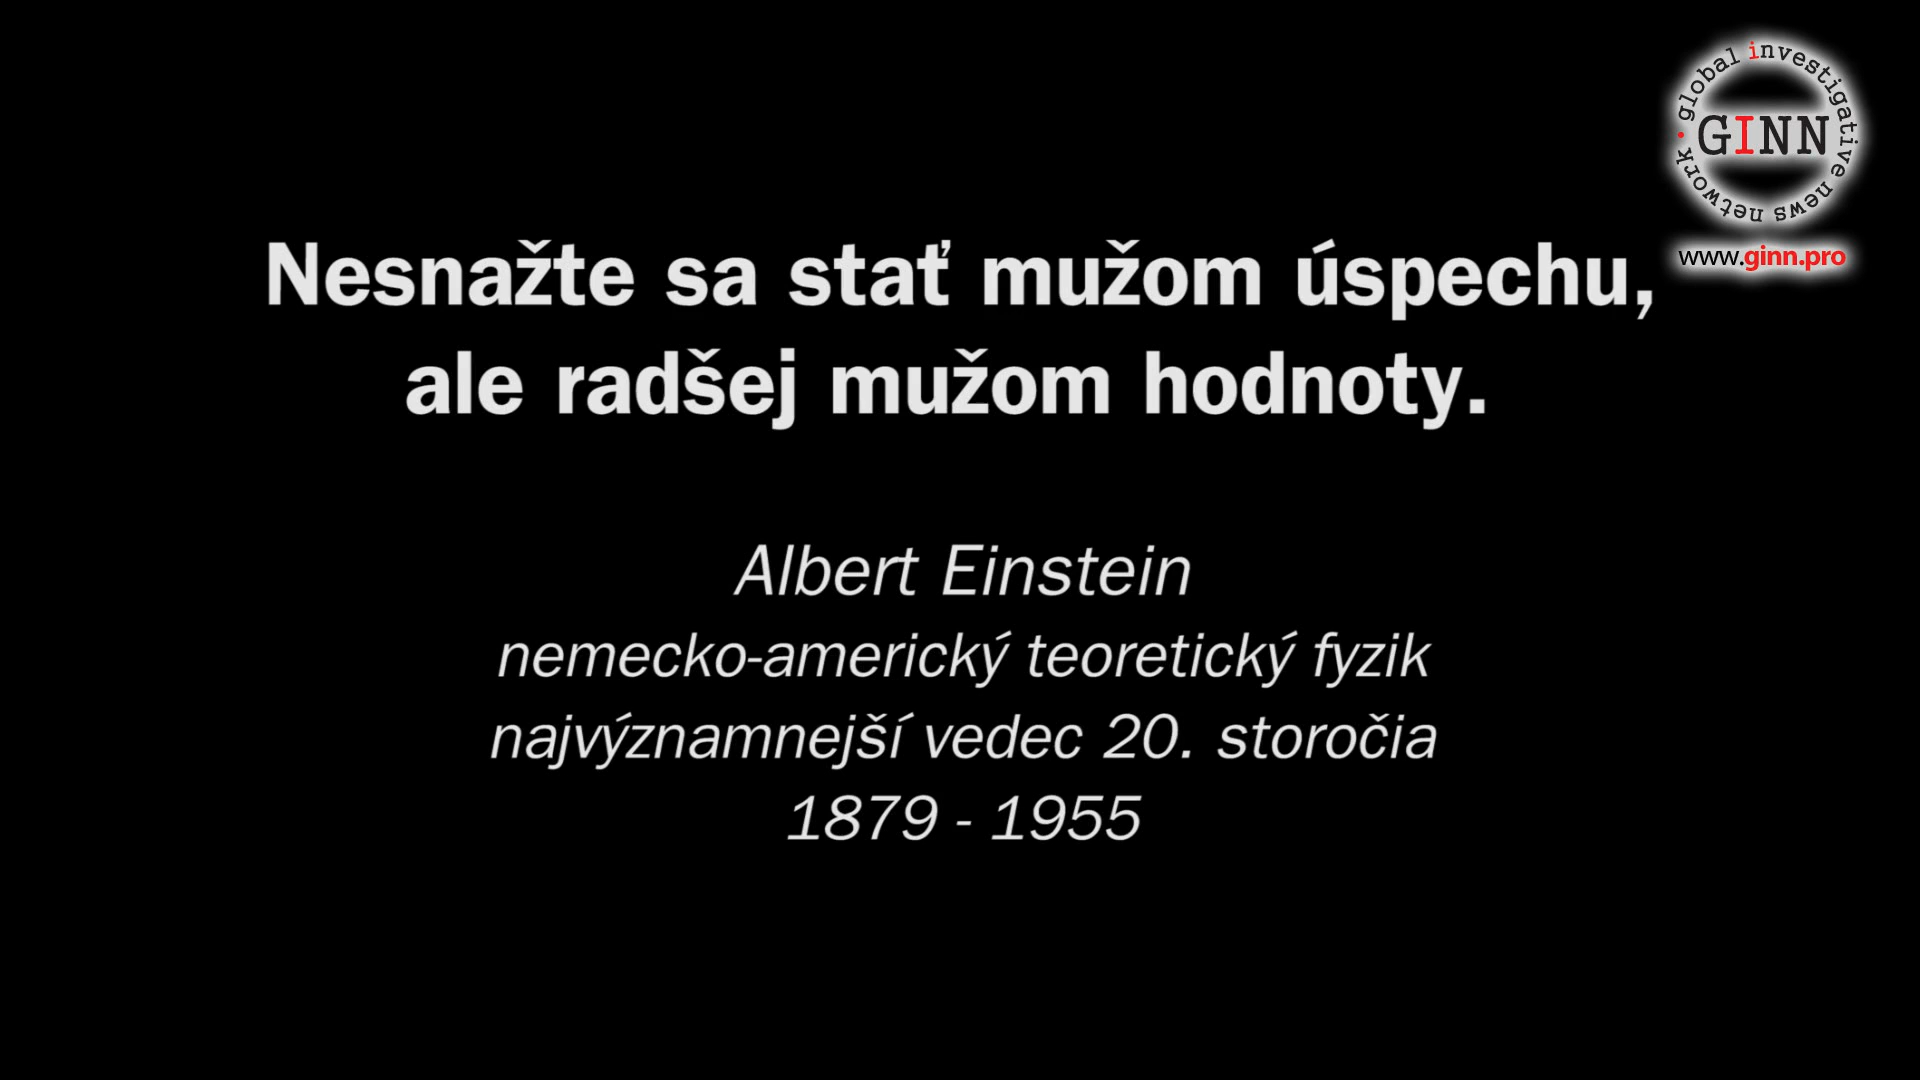 global investigative news network •
GINN
www.ginn.pro
Nesnažte sa stať mužom úspechu,
ale radšej mužom hodnoty.
Albert Einstein
nemecko-americký teoretický fyzik
najvýznamnejší vedec 20. storočia
1879 - 1955